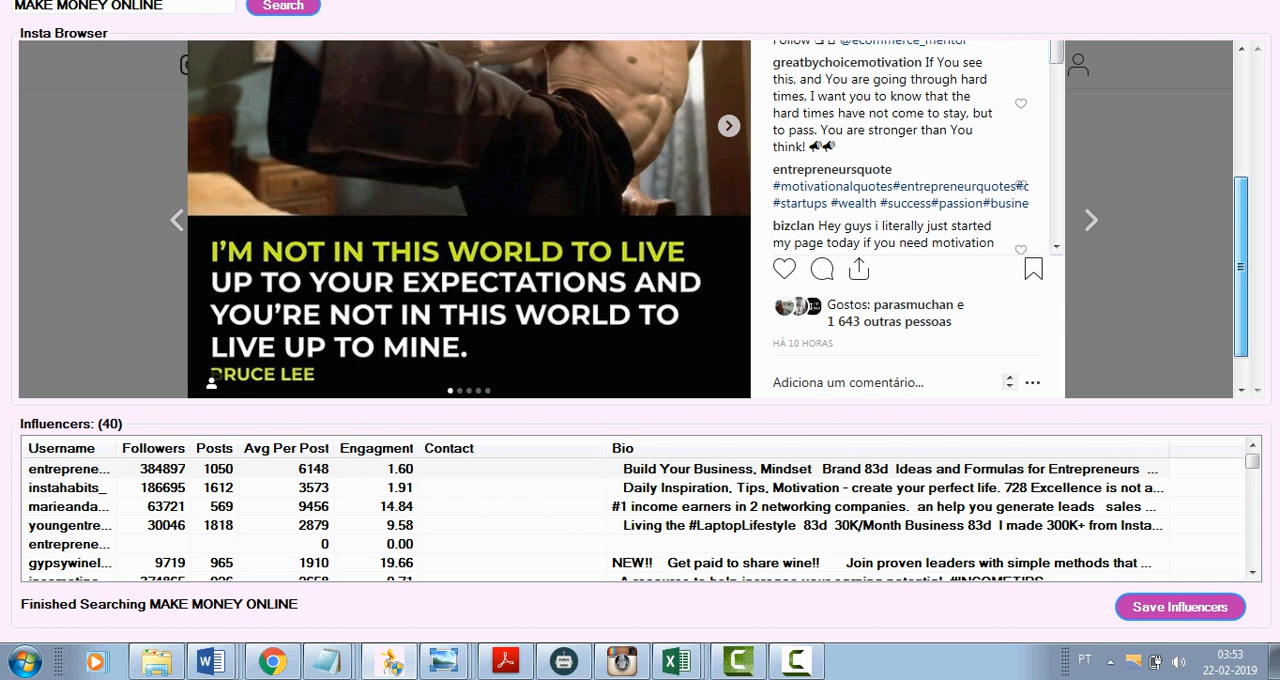 MAKE MONEY ONLINE
Search
Insta Browser
Follow @ecommerce_mentor
greatbychoicemotivation If You see
this, and You are going through hard
times, I want you to know that the
hard times have not come to stay, but
to pass. You are stronger than You
think!
entrepreneursquote
#motivationalquotes#entrepreneurquotes#c
#startups #wealth #success#passion#busine
bizclan Hey guys i literally just started
my page today if you need motivation
I'M NOT IN THIS WORLD TO LIVE
UP TO YOUR EXPECTATIONS AND
YOU'RE NOT IN THIS WORLD TO
LIVE UP TO MINE.
BRUCE LEE
Gostos: parasmuchan e
1 643 outras pessoas
HÁ 10 HORAS
Adiciona um comentário...
Influencers: (40)
Username Followers Posts Avg Per Post Engagment Contact Bio
entreprene... 384897 1050 6148 1.60 Build Your Business, Mindset Brand 83d Ideas and Formulas for Entrepreneurs ...
instahabits_ 186695 1612 3573 1.91 Daily Inspiration, Tips, Motivation - create your perfect life. 728 Excellence is not a...
marieanda... 63721 569 9456 14.84 #1 income earners in 2 networking companies. an help you generate leads sales ...
youngentre... 30046 1818 2879 9.58 Living the #LaptopLifestyle 83d 30K/Month Business 83d I made 300K+ from Insta...
entreprene... 0 0.00
gypsywinel... 9719 965 1910 19.66 NEW!! Get paid to share wine!! Join proven leaders with simple methods that ...
Finished Searching MAKE MONEY ONLINE
Save Influencers
PT
03:53
22-02-2019